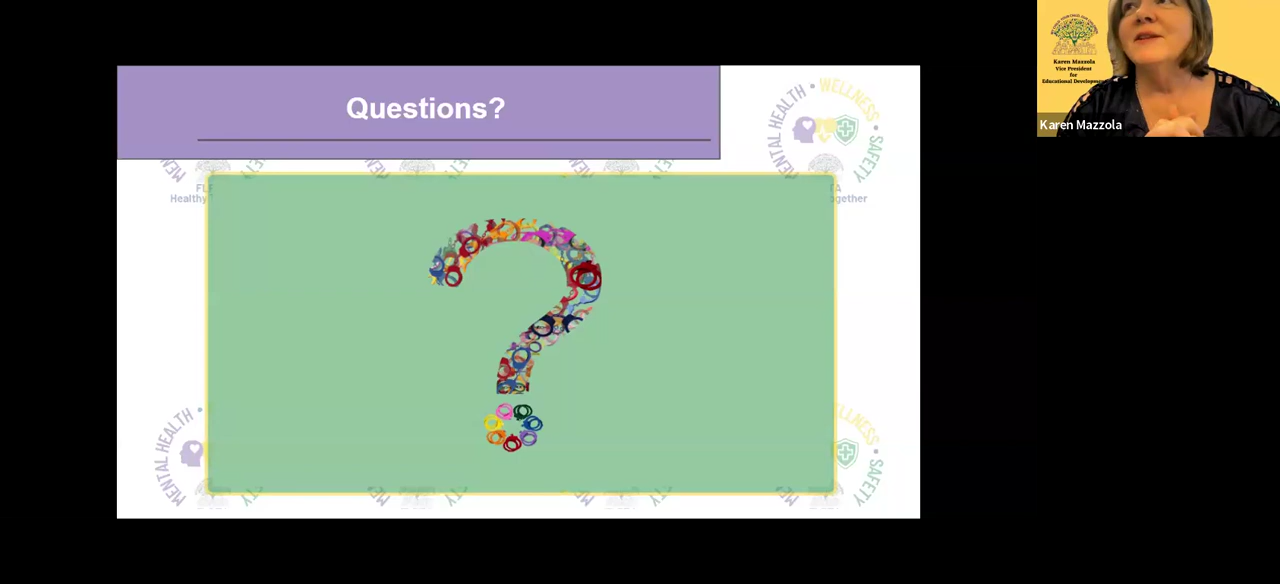 Questions?
MENTAL HEALTH • WELLNESS • SAFETY
Healthy
gether
MENTAL HEALTH •
WELLNESS • SAFETY
Karen Mazzola
Vice President
for
Educational Development
Karen Mazzola